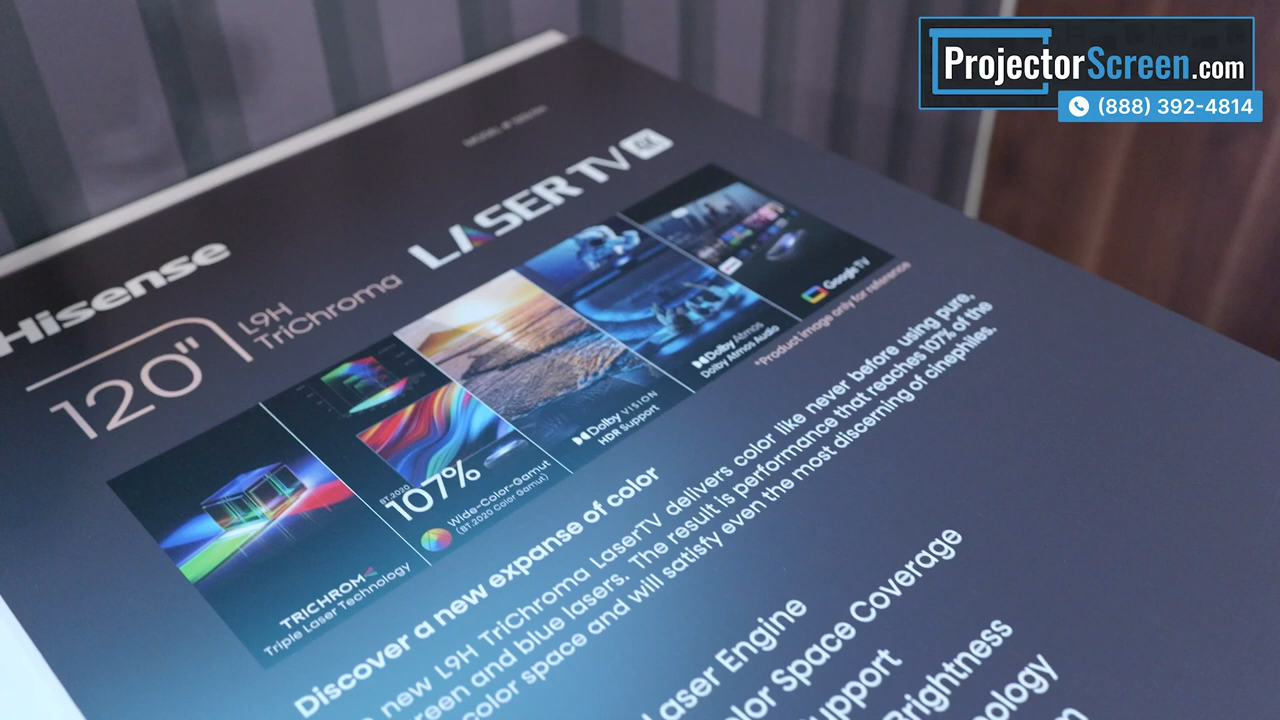 ProjectorScreen.com
(888) 392-4814
Hisense
120"
L9H
TriChroma
LASER TV 4K
TRICHROMA
Triple Laser Technology
BT.2020
107%
Wide-Color-Gamut
(BT.2020 Color Gamut)
Dolby VISION
HDR Support
Dolby Atmos
Dolby Atmos Audio
Google TV
*Product image only for reference
Discover a new expanse of color
new L9H TriChroma LaserTV delivers color like never before using pure,
reen and blue lasers. The result is performance that reaches 107% of the
color space and will satisfy even the most discerning of cinephiles.
Laser Engine
olor Space Coverage
upport
Brightness
nology